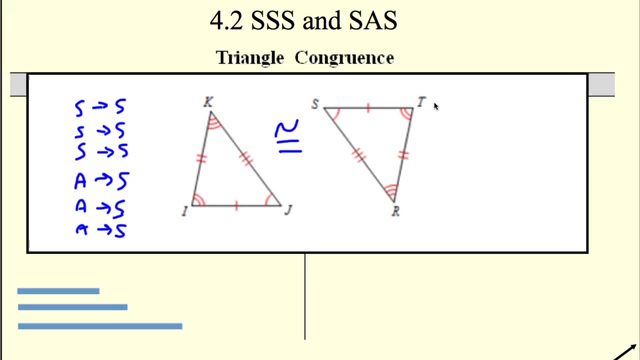 4.2 SSS and SAS
Triangle Congruence
S → S
S → S
S → S
A → S
A → S
A → S
K
I
J
≅
S
T
R